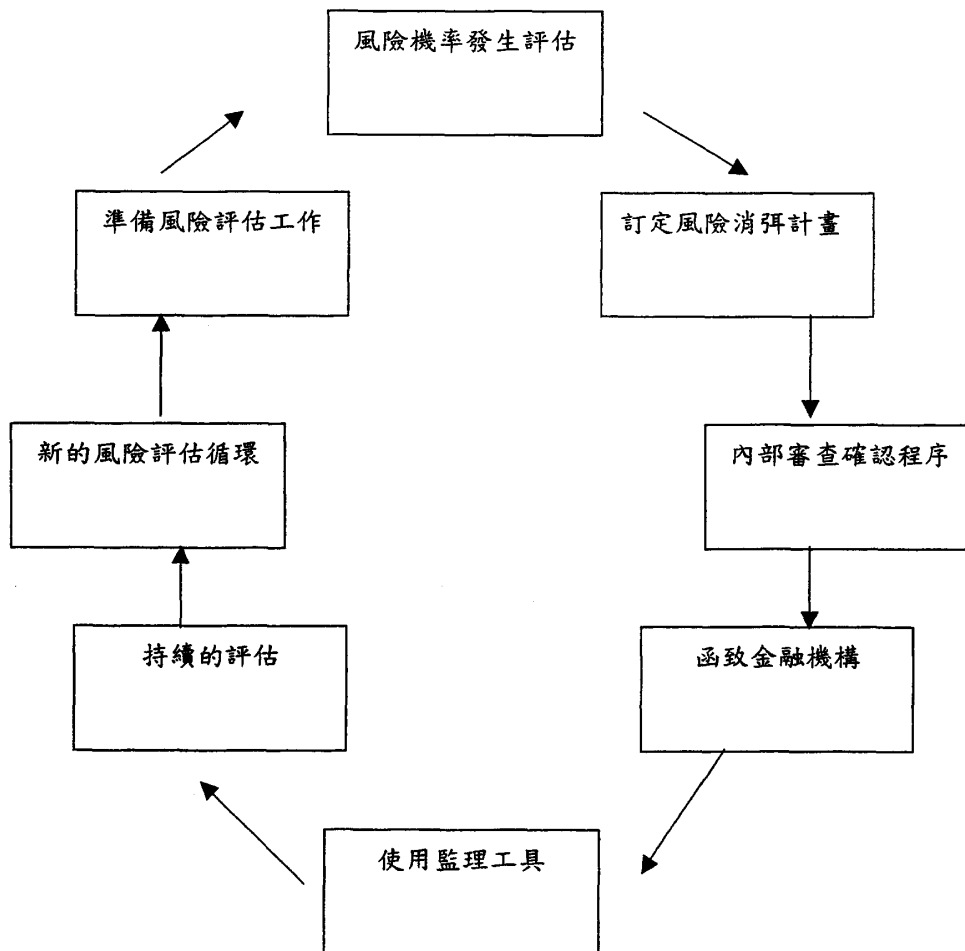 風險機率發生評估
準備風險評估工作
訂定風險消弭計畫
新的風險評估循環
內部審查確認程序
持續的評估
函致金融機構
使用監理工具